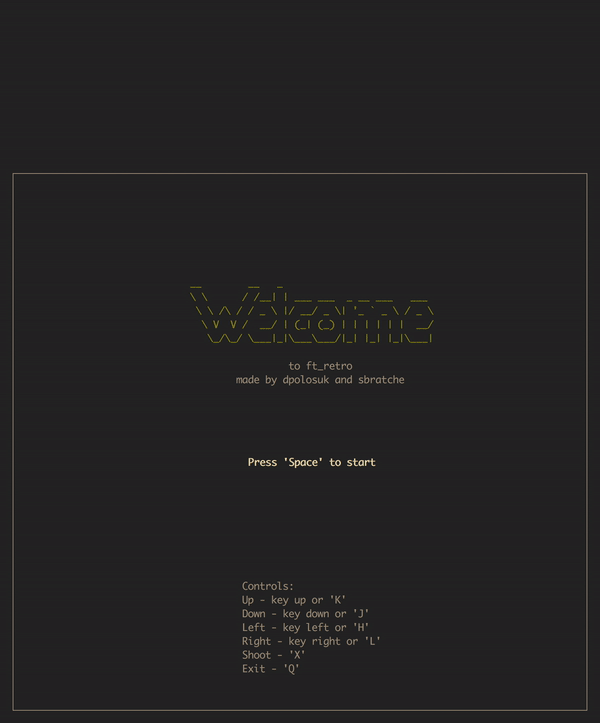 Welcome
to ft_retro
made by dpolosuk and sbratche
Press 'Space' to start
Controls:
Up - key up or 'K'
Down - key down or 'J'
Left - key left or 'H'
Right - key right or 'L'
Shoot - 'X'
Exit - 'Q'